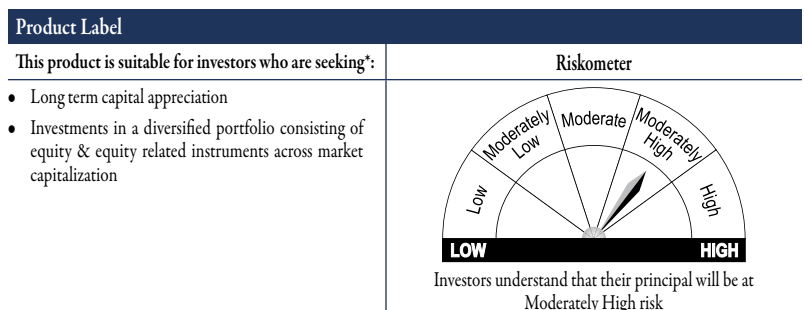 Product Label
This product is suitable for investors who are seeking*:
• Long term capital appreciation
• Investments in a diversified portfolio consisting of
equity & equity related instruments across market
capitalization
Riskometer
Low
Moderately
Low
Moderate
Moderately
High
High
LOW
HIGH
Investors understand that their principal will be at
Moderately High risk